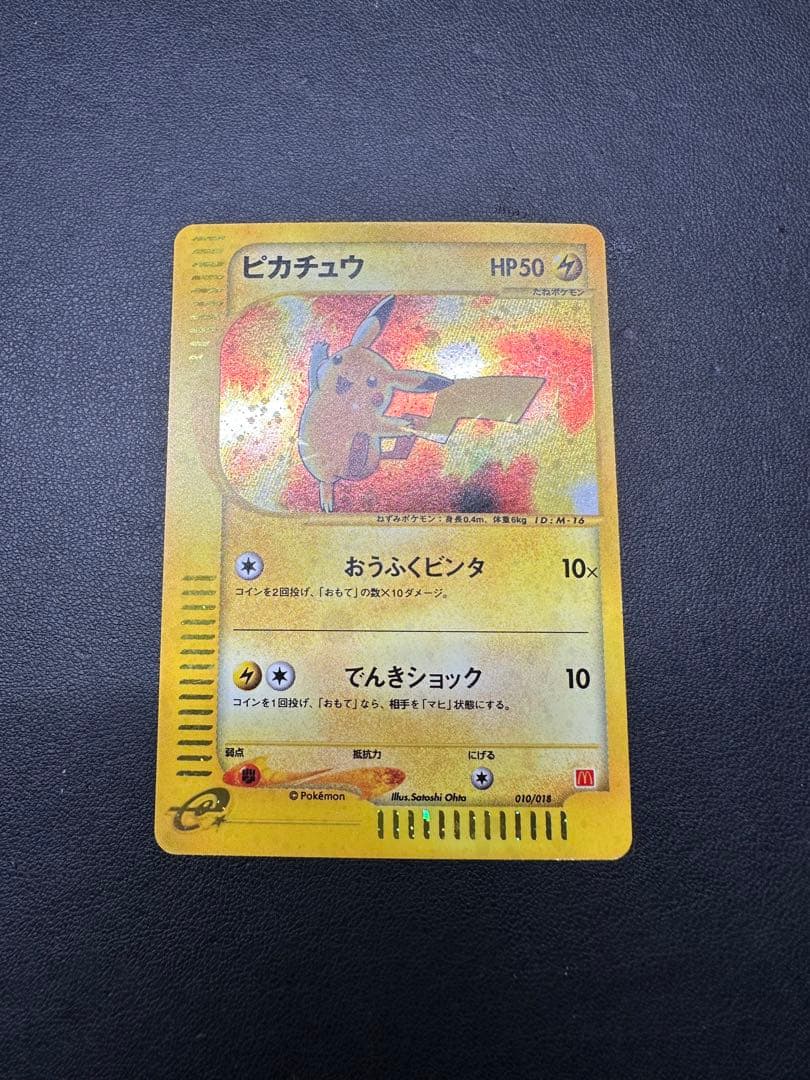 ピカチュウ HP50
たねポケモン
ねずみポケモン：身長0.4m、体重6kg ID:M-16
おうふくビンタ 10×
コインを2回投げ、「おもて」の数×10ダメージ。
でんきショック 10
コインを1回投げ、「おもて」なら、相手を「マヒ」状態にする。
弱点 抵抗力 にげる
©Pokémon Illus.Satoshi Ohta 010/018
e